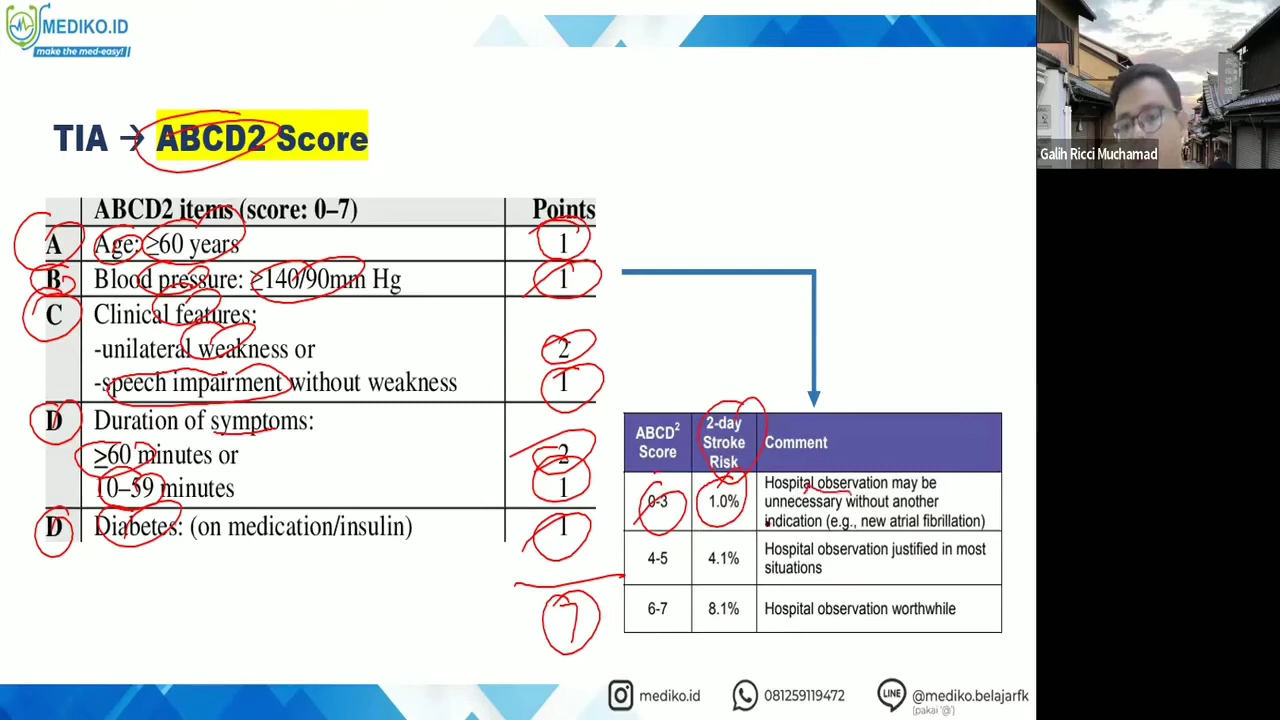 MEDIKO.ID
make the med-easy!
TIA → ABCD2 Score
ABCD2 items (score: 0–7) Points
A Age: ≥60 years 1
B Blood pressure: ≥140/90mm Hg 1
C Clinical features:
-unilateral weakness or 2
-speech impairment without weakness 1
D Duration of symptoms:
≥60 minutes or 2
10–59 minutes 1
D Diabetes: (on medication/insulin) 1
7
ABCD² Score 2-day Stroke Risk Comment
0-3 1.0% Hospital observation may be
unnecessary without another
indication (e.g., new atrial fibrillation)
4-5 4.1% Hospital observation justified in most
situations
6-7 8.1% Hospital observation worthwhile
Galih Ricci Muchamad
mediko.id 081259119472 LINE @mediko.belajarfk
(pakai '@')